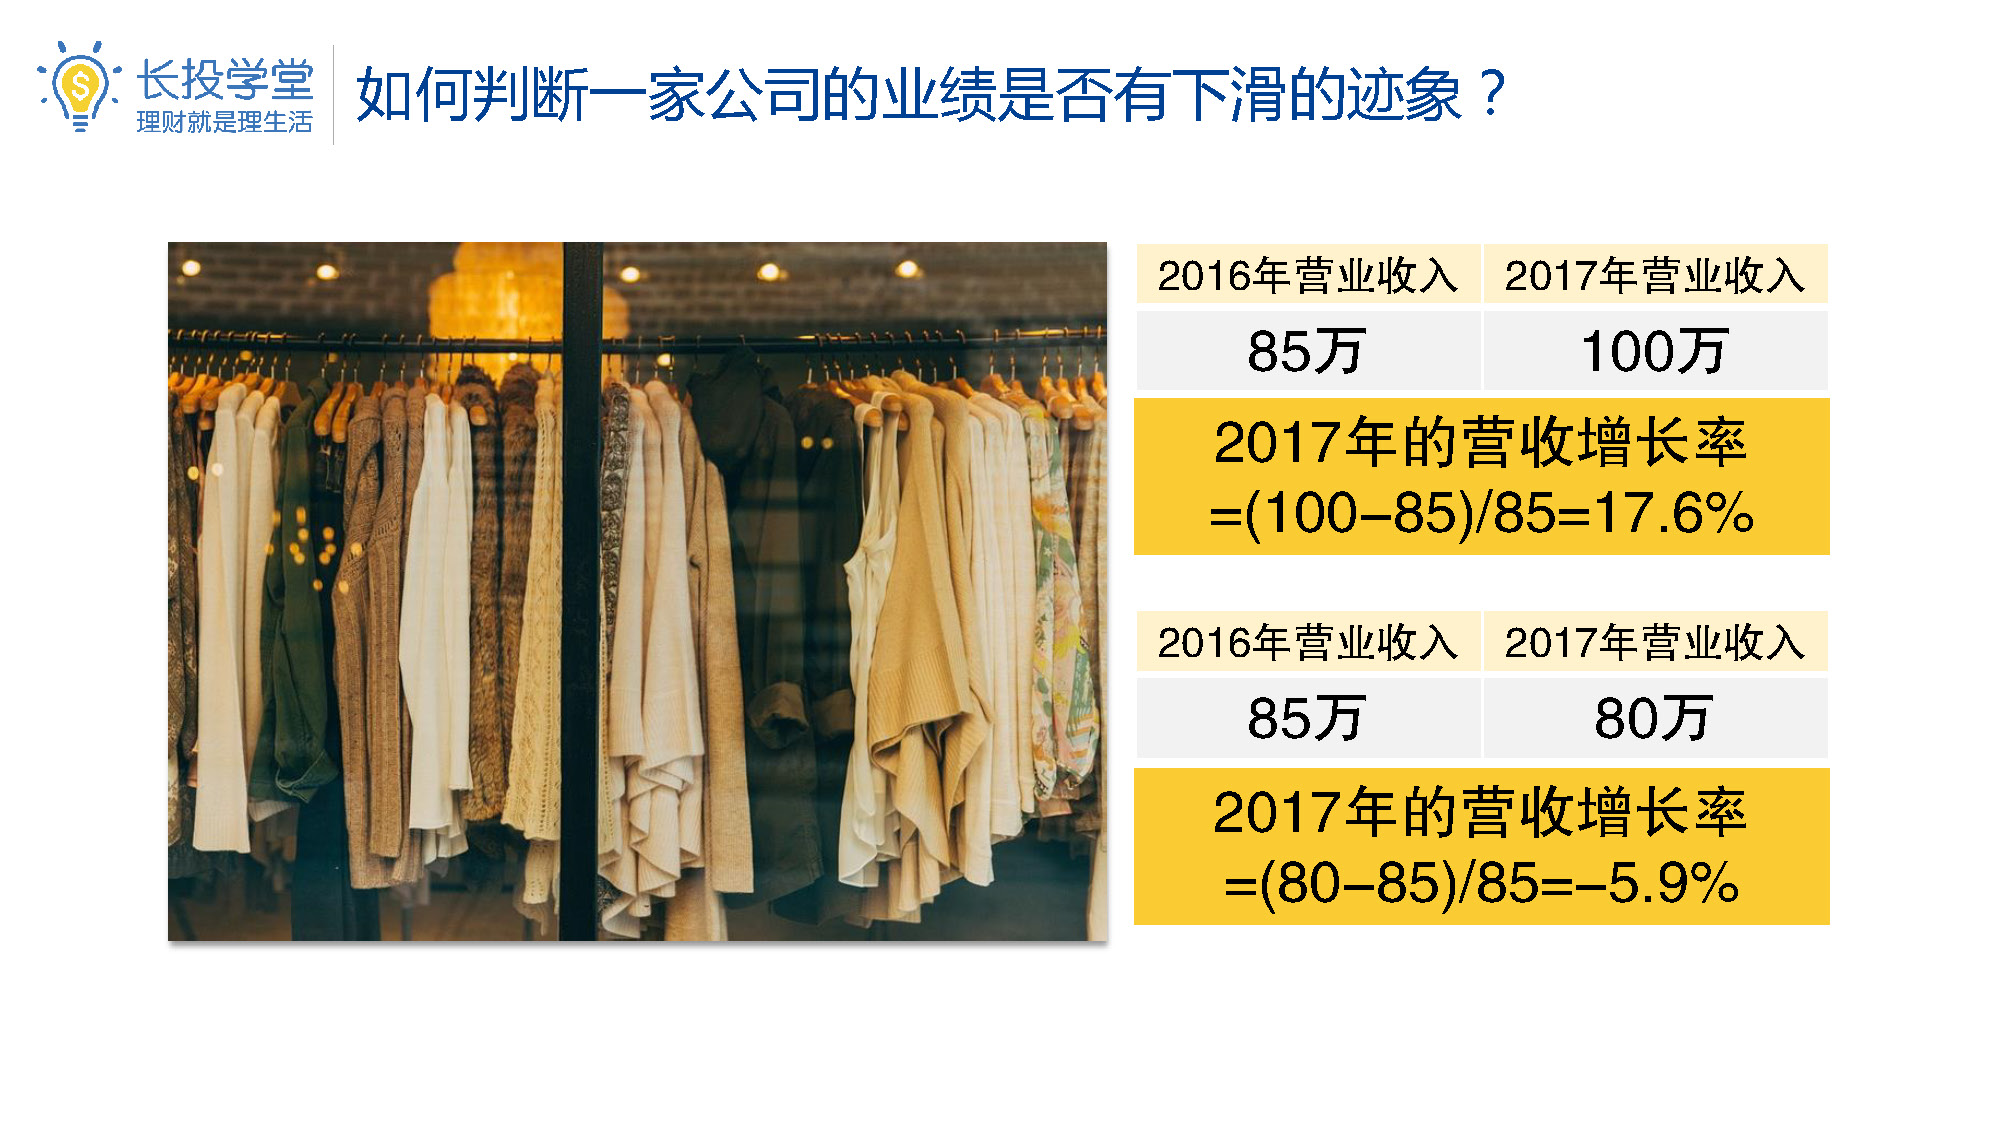 长投学堂
理财就是理生活
如何判断一家公司的业绩是否有下滑的迹象？
2016年营业收入 2017年营业收入
85万 100万
2017年的营收增长率
=(100−85)/85=17.6%
2016年营业收入 2017年营业收入
85万 80万
2017年的营收增长率
=(80−85)/85=−5.9%